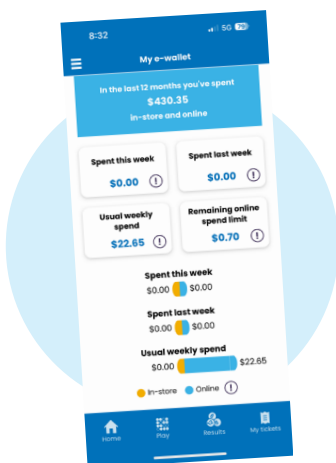 8:32
5G 79
My e-wallet
In the last 12 months you've spent
$430.35
in-store and online
Spent this week
$0.00 !
Spent last week
$0.00 !
Usual weekly
spend
$22.65 !
Remaining online
spend limit
$0.70 !
Spent this week
$0.00 $0.00
Spent last week
$0.00 $0.00
Usual weekly spend
$0.00 $22.65
In-store Online !
Home Play Results My tickets